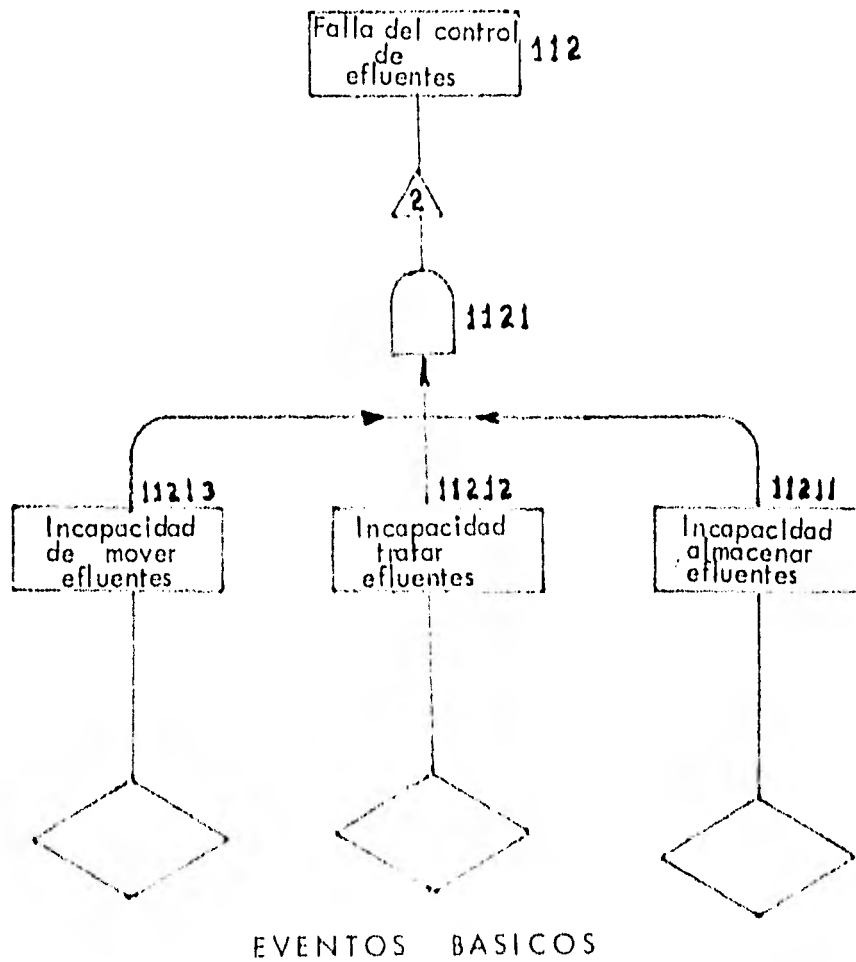 Falla del control
de
efluentes
112
2
1121
11213
Incapacidad
de mover
efluentes
11212
Incapacidad
tratar
efluentes
11211
Incapacidad
almacenar
efluentes
EVENTOS BASICOS